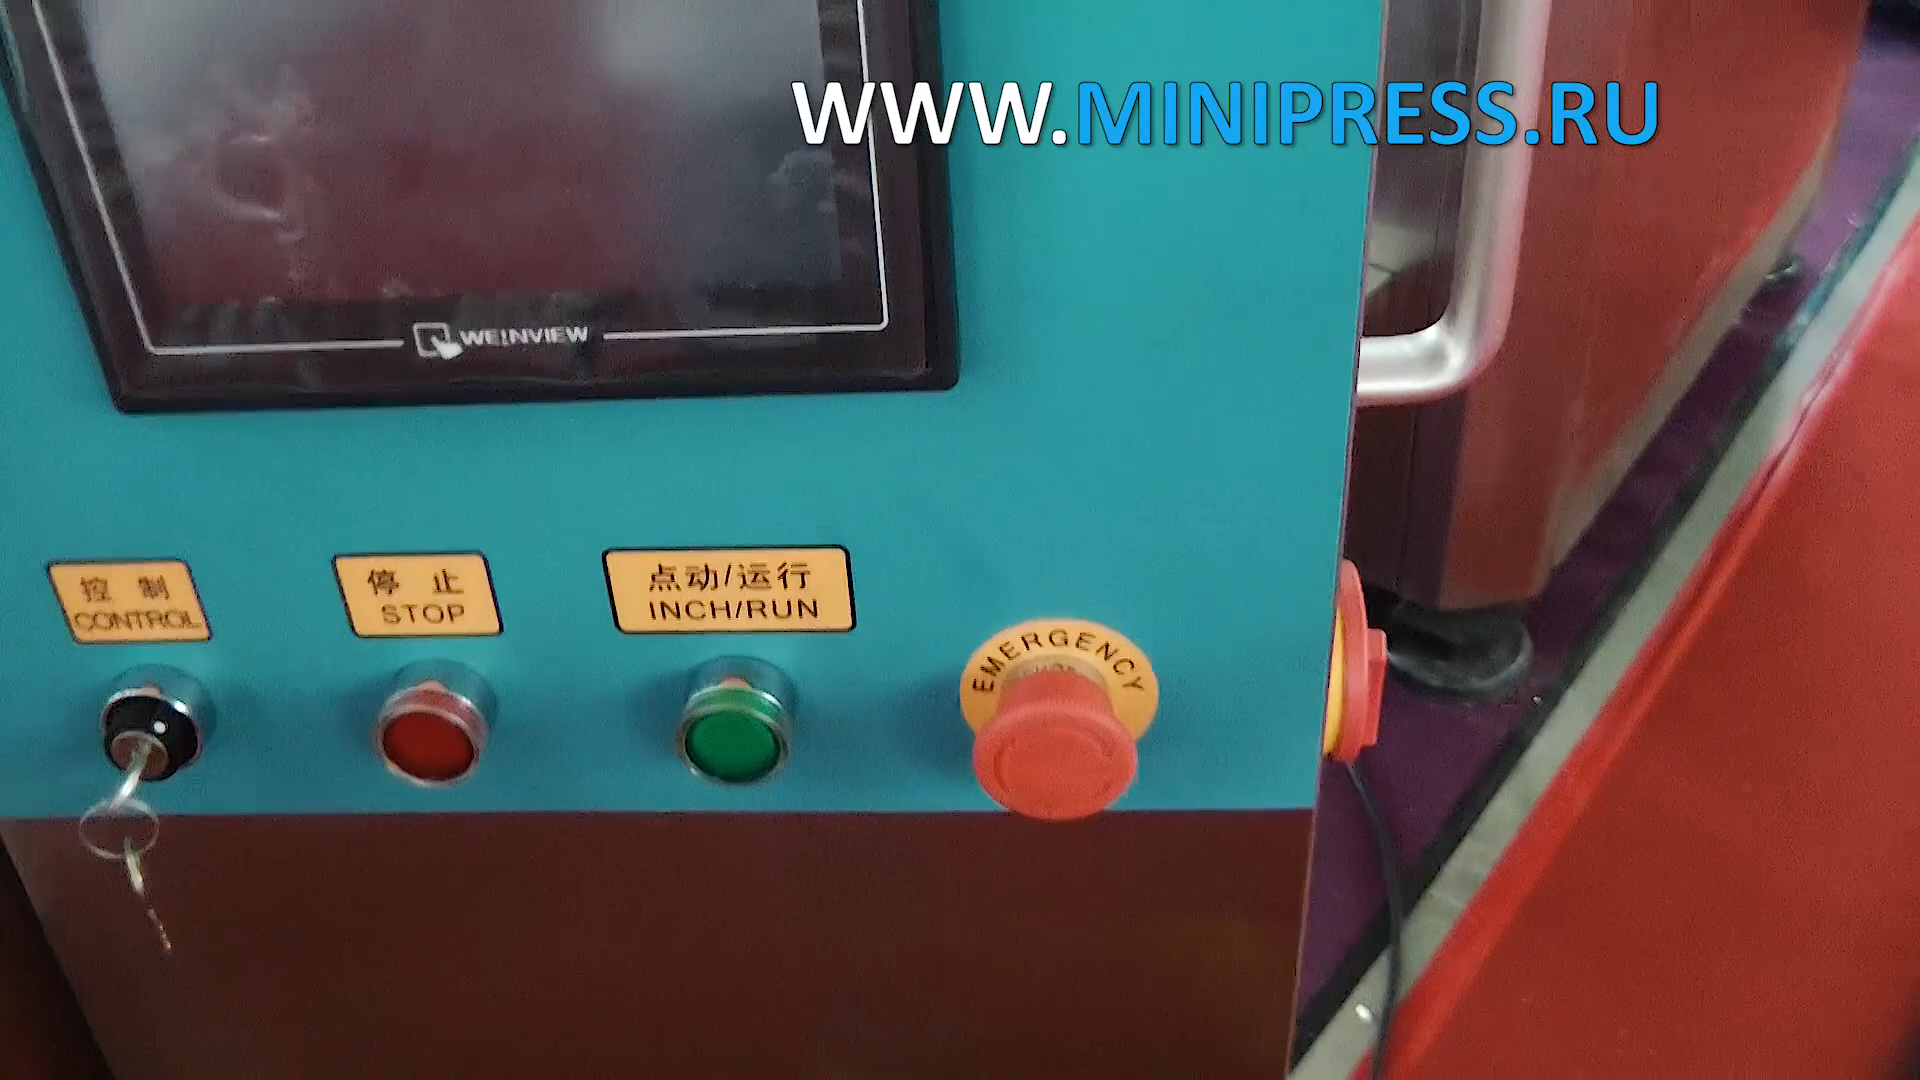 WWW.MINIPRESS.RU
WEINVIEW
控 制
CONTROL
停 止
STOP
点动/运行
INCH/RUN
EMERGENCY